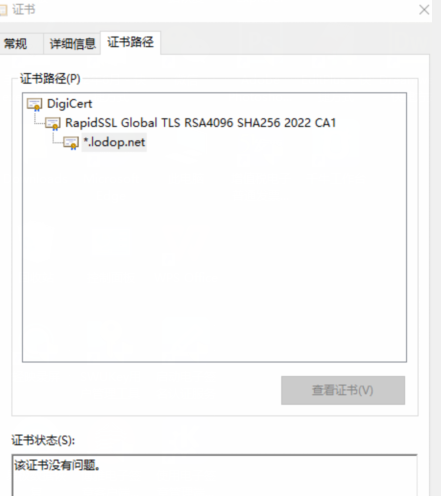 证书
常规 详细信息 证书路径
证书路径(P)
DigiCert
RapidSSL Global TLS RSA4096 SHA256 2022 CA1
*.lodop.net
查看证书(V)
证书状态(S):
该证书没有问题。